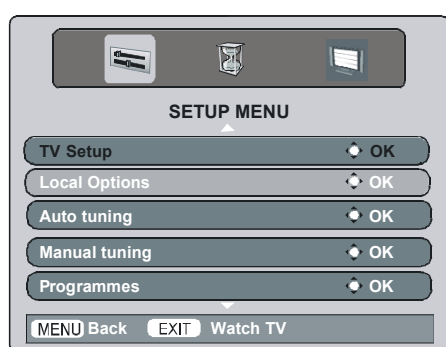 SETUP MENU
TV Setup OK
Local Options OK
Auto tuning OK
Manual tuning OK
Programmes OK
MENU Back EXIT Watch TV